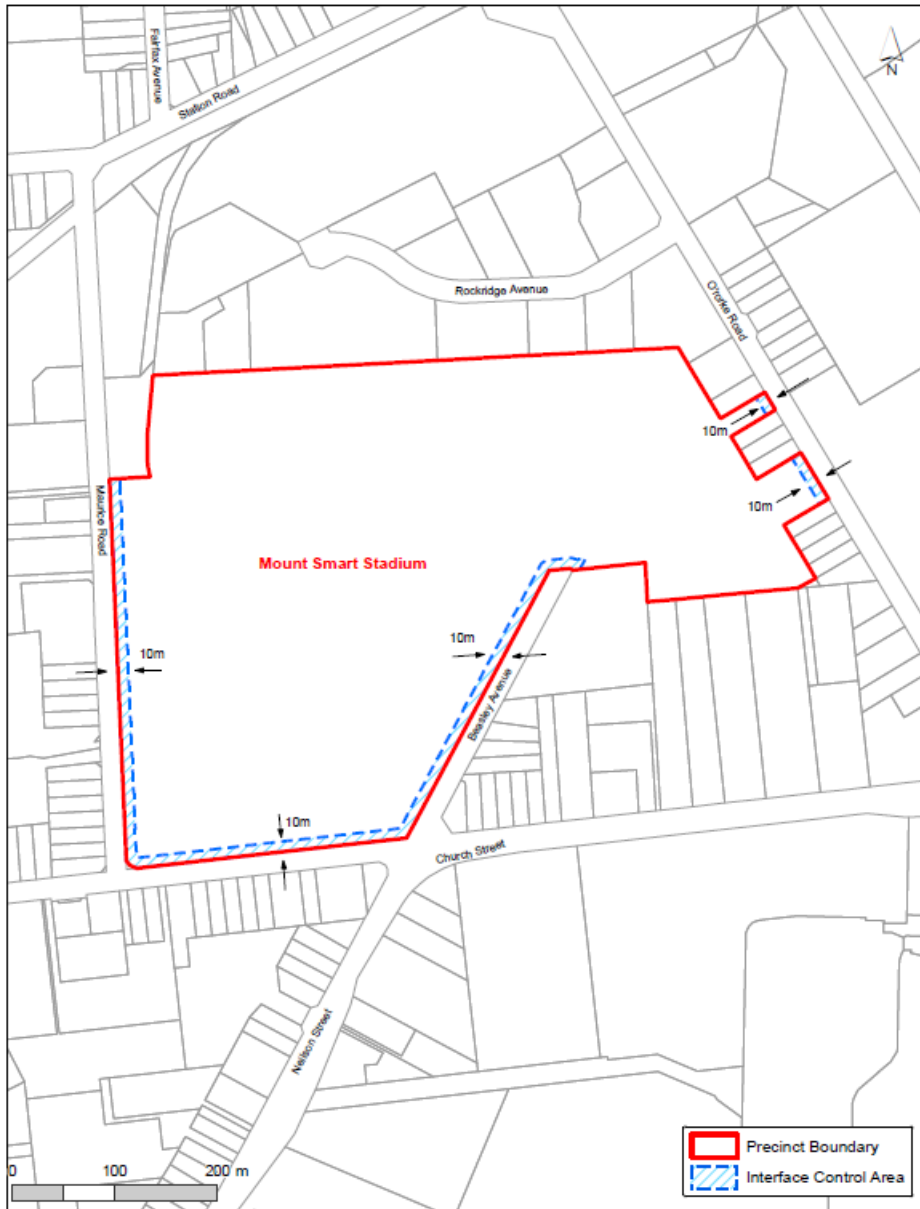 Fairfax Avenue
Station Road
N
Rockridge Avenue
O'rorke Road
10m
10m
Maurice Road
Mount Smart Stadium
10m
10m
Beasley Avenue
10m
Church Street
Neilson Street
Precinct Boundary
Interface Control Area
0 100 200 m